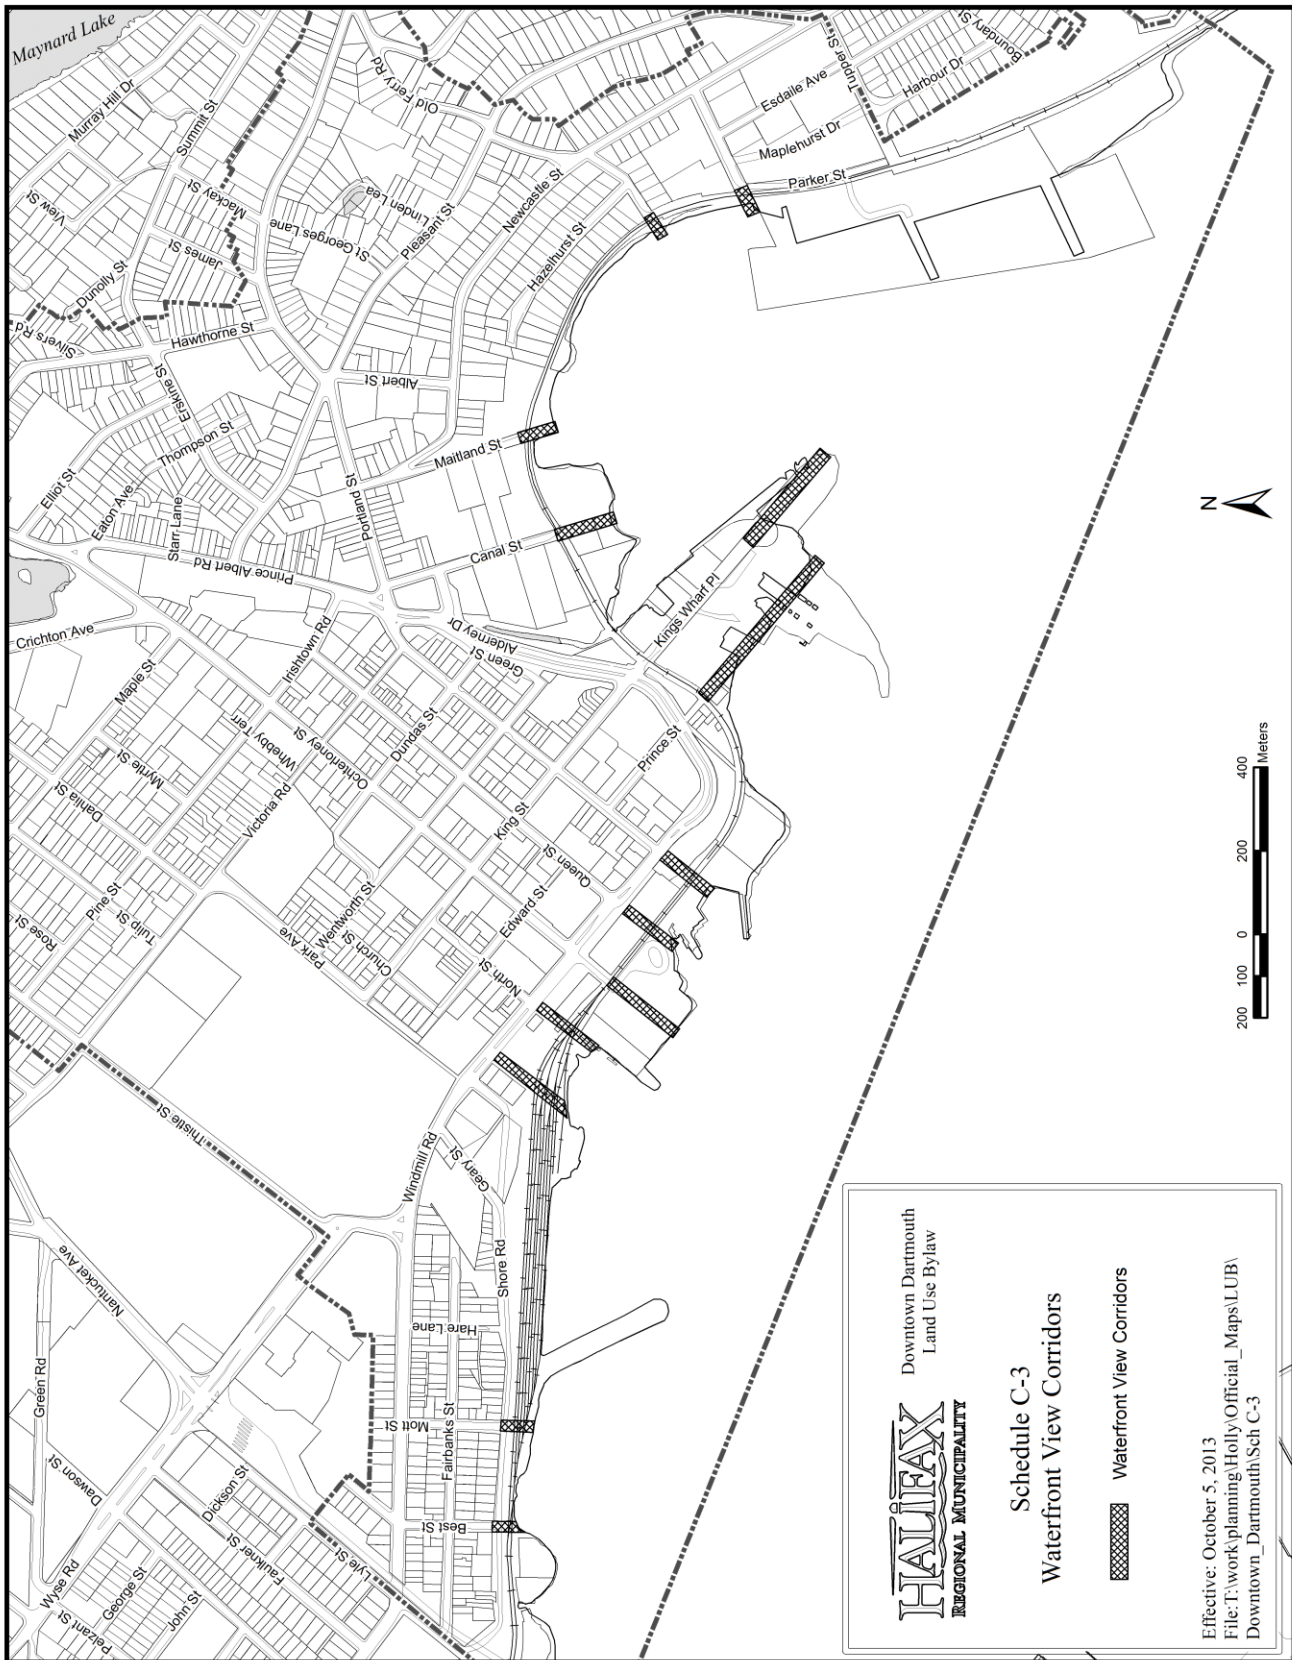 Maynard Lake
Murray Hill Dr
View St
Summit St
Mackay St
James St
Dunolly St
Silvers Rd
Hawthorne St
Erskine St
Thompson St
Elliot St
Eaton Ave
Starr Lane
Prince Albert Rd
Crichton Ave
Old Ferry Rd
Linden Lea
St Georges Lane
Pleasant St
Newcastle St
Hazelhurst St
Albert St
Maitland St
Portland St
Canal St
Tupper St
Boundary St
Esdaile Ave
Harbour Dr
Maplehurst Dr
Parker St
Kings Wharf Pl
Alderney Dr
Green St
Irishtown Rd
Maple St
Myrtle St
Dahlia St
Whebby Terr
Ochterloney St
Dundas St
Victoria Rd
Prince St
King St
Queen St
Edward St
Wentworth St
Church St
Park Ave
North St
Rose St
Pine St
Tulip St
Thistle St
Windmill Rd
Geary St
Shore Rd
Nantucket Ave
Green Rd
Hare Lane
Mott St
Fairbanks St
Best St
Dawson St
Dickson St
Faulkner St
Lyle St
Wyse Rd
Pelzant St
George St
John St
N
200 100 0 200 400
Meters
HALIFAX
REGIONAL MUNICIPALITY
Downtown Dartmouth
Land Use Bylaw
Schedule C-3
Waterfront View Corridors
Waterfront View Corridors
Effective: October 5, 2013
File:T:\work\planning\Holly\Official_Maps\LUB\
Downtown_Dartmouth\Sch C-3